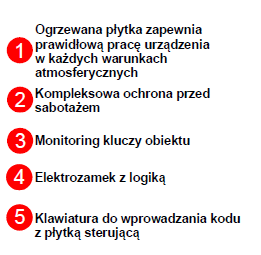 Ogrzewana płytka zapewnia
prawidłową pracę urządzenia
1 w każdych warunkach
atmosferycznych
2 Kompleksowa ochrona przed
sabotażem
3 Monitoring kluczy obiektu
4 Elektrozamek z logiką
5 Klawiatura do wprowadzania kodu
z płytką sterującą